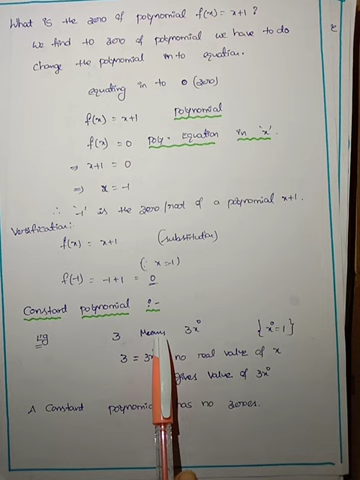 What is the zero of polynomial f(x) = x+1 ?
We find to zero of polynomial we have to do
change the polynomial in to equation.
equating in to 0 (zero)
f(x) = x+1 polynomial
f(x) = 0 poly - Equation in 'x'.
⇒ x+1 = 0
⇒ x = -1
∴ '-1' is the zero/root of a polynomial x+1.
Versification:
f(x) = x+1 (substitution)
(∵ x=-1)
f(-1) = -1+1 = 0
Constant polynomial :-
eg 3 Means 3x⁰ {x⁰=1}
3 = no real value of x
gives value of 3x⁰
A Constant has no zeroes.